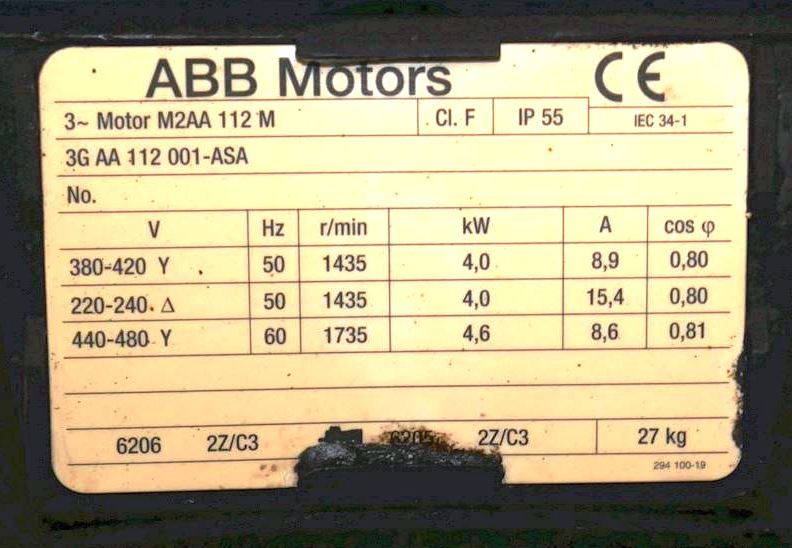 ABB Motors CE
3~ Motor M2AA 112 M Cl. F IP 55 IEC 34-1
3G AA 112 001-ASA
No.
V Hz r/min kW A cos φ
380-420 Y 50 1435 4,0 8,9 0,80
220-240 Δ 50 1435 4,0 15,4 0,80
440-480 Y 60 1735 4,6 8,6 0,81
6206 2Z/C3 6205 2Z/C3 27 kg
294 100-19